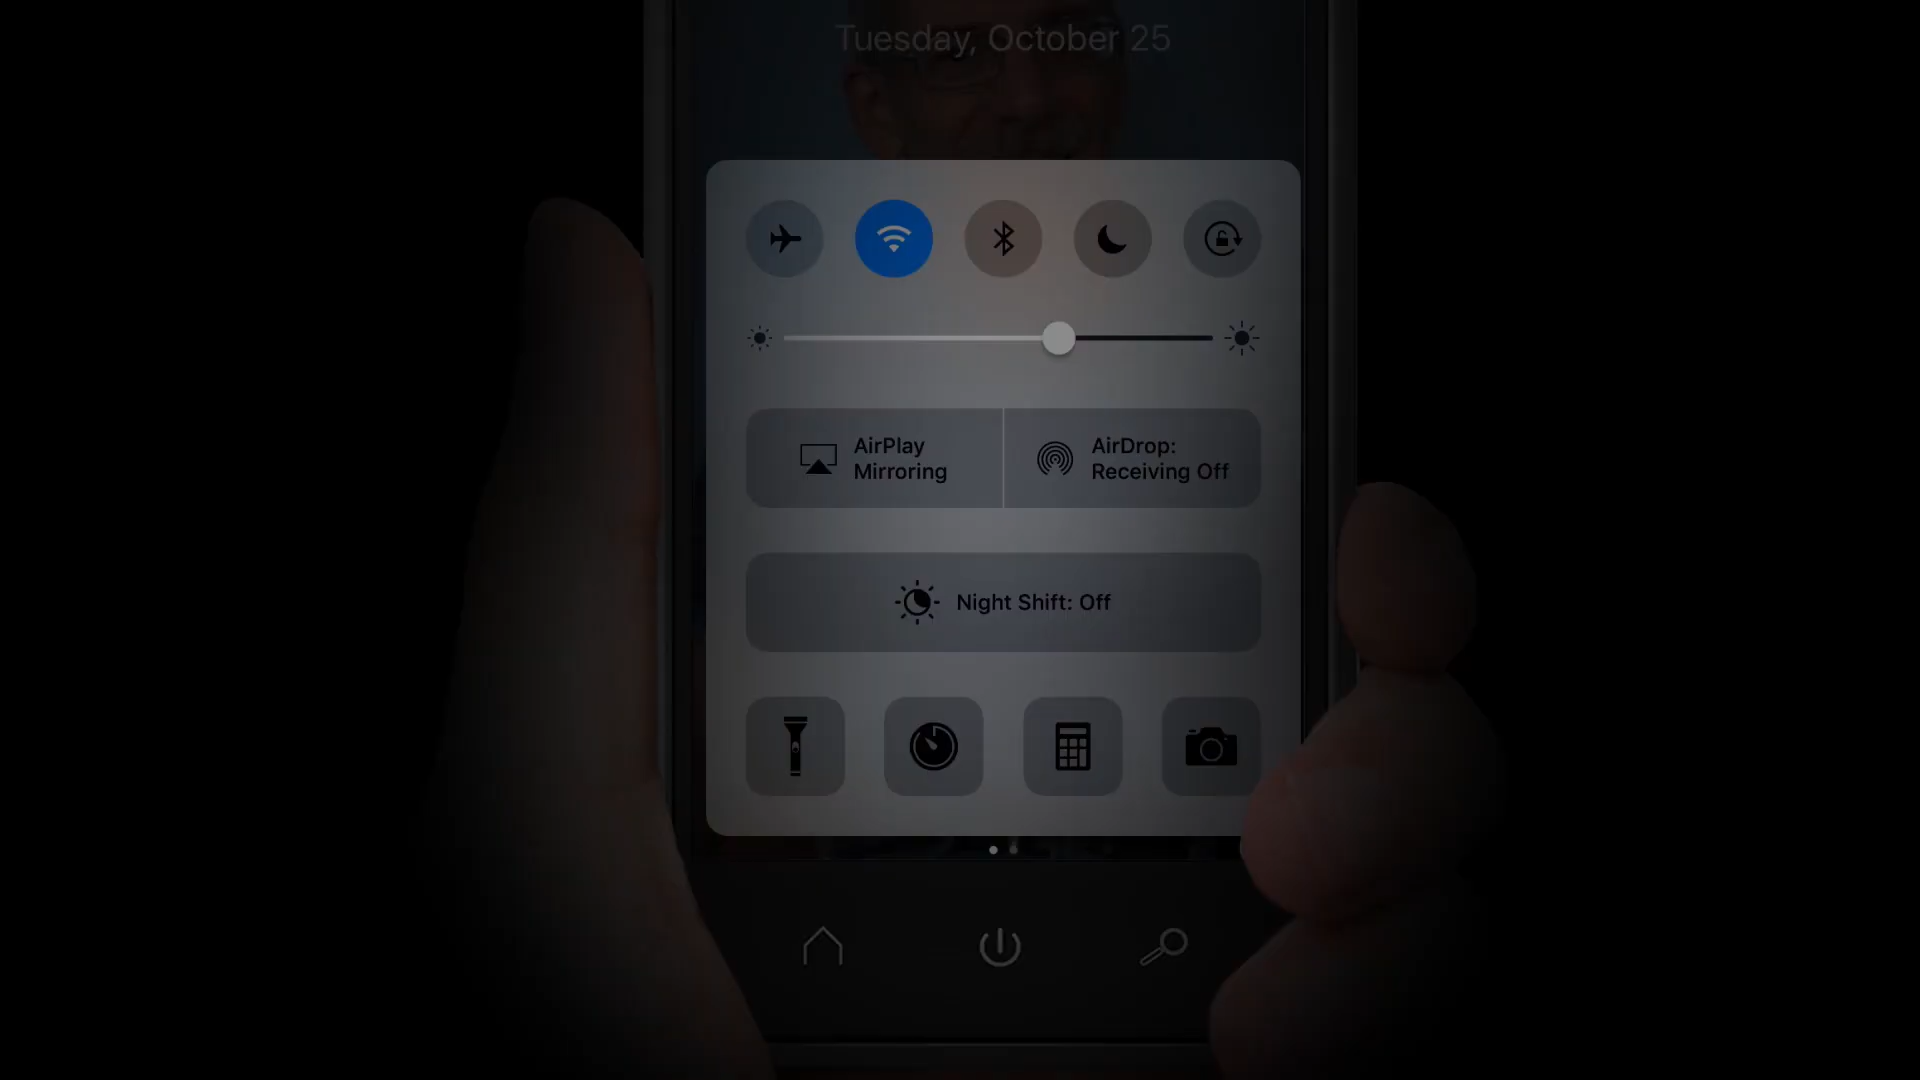 Tuesday, October 25
AirPlay
Mirroring
AirDrop:
Receiving Off
Night Shift: Off